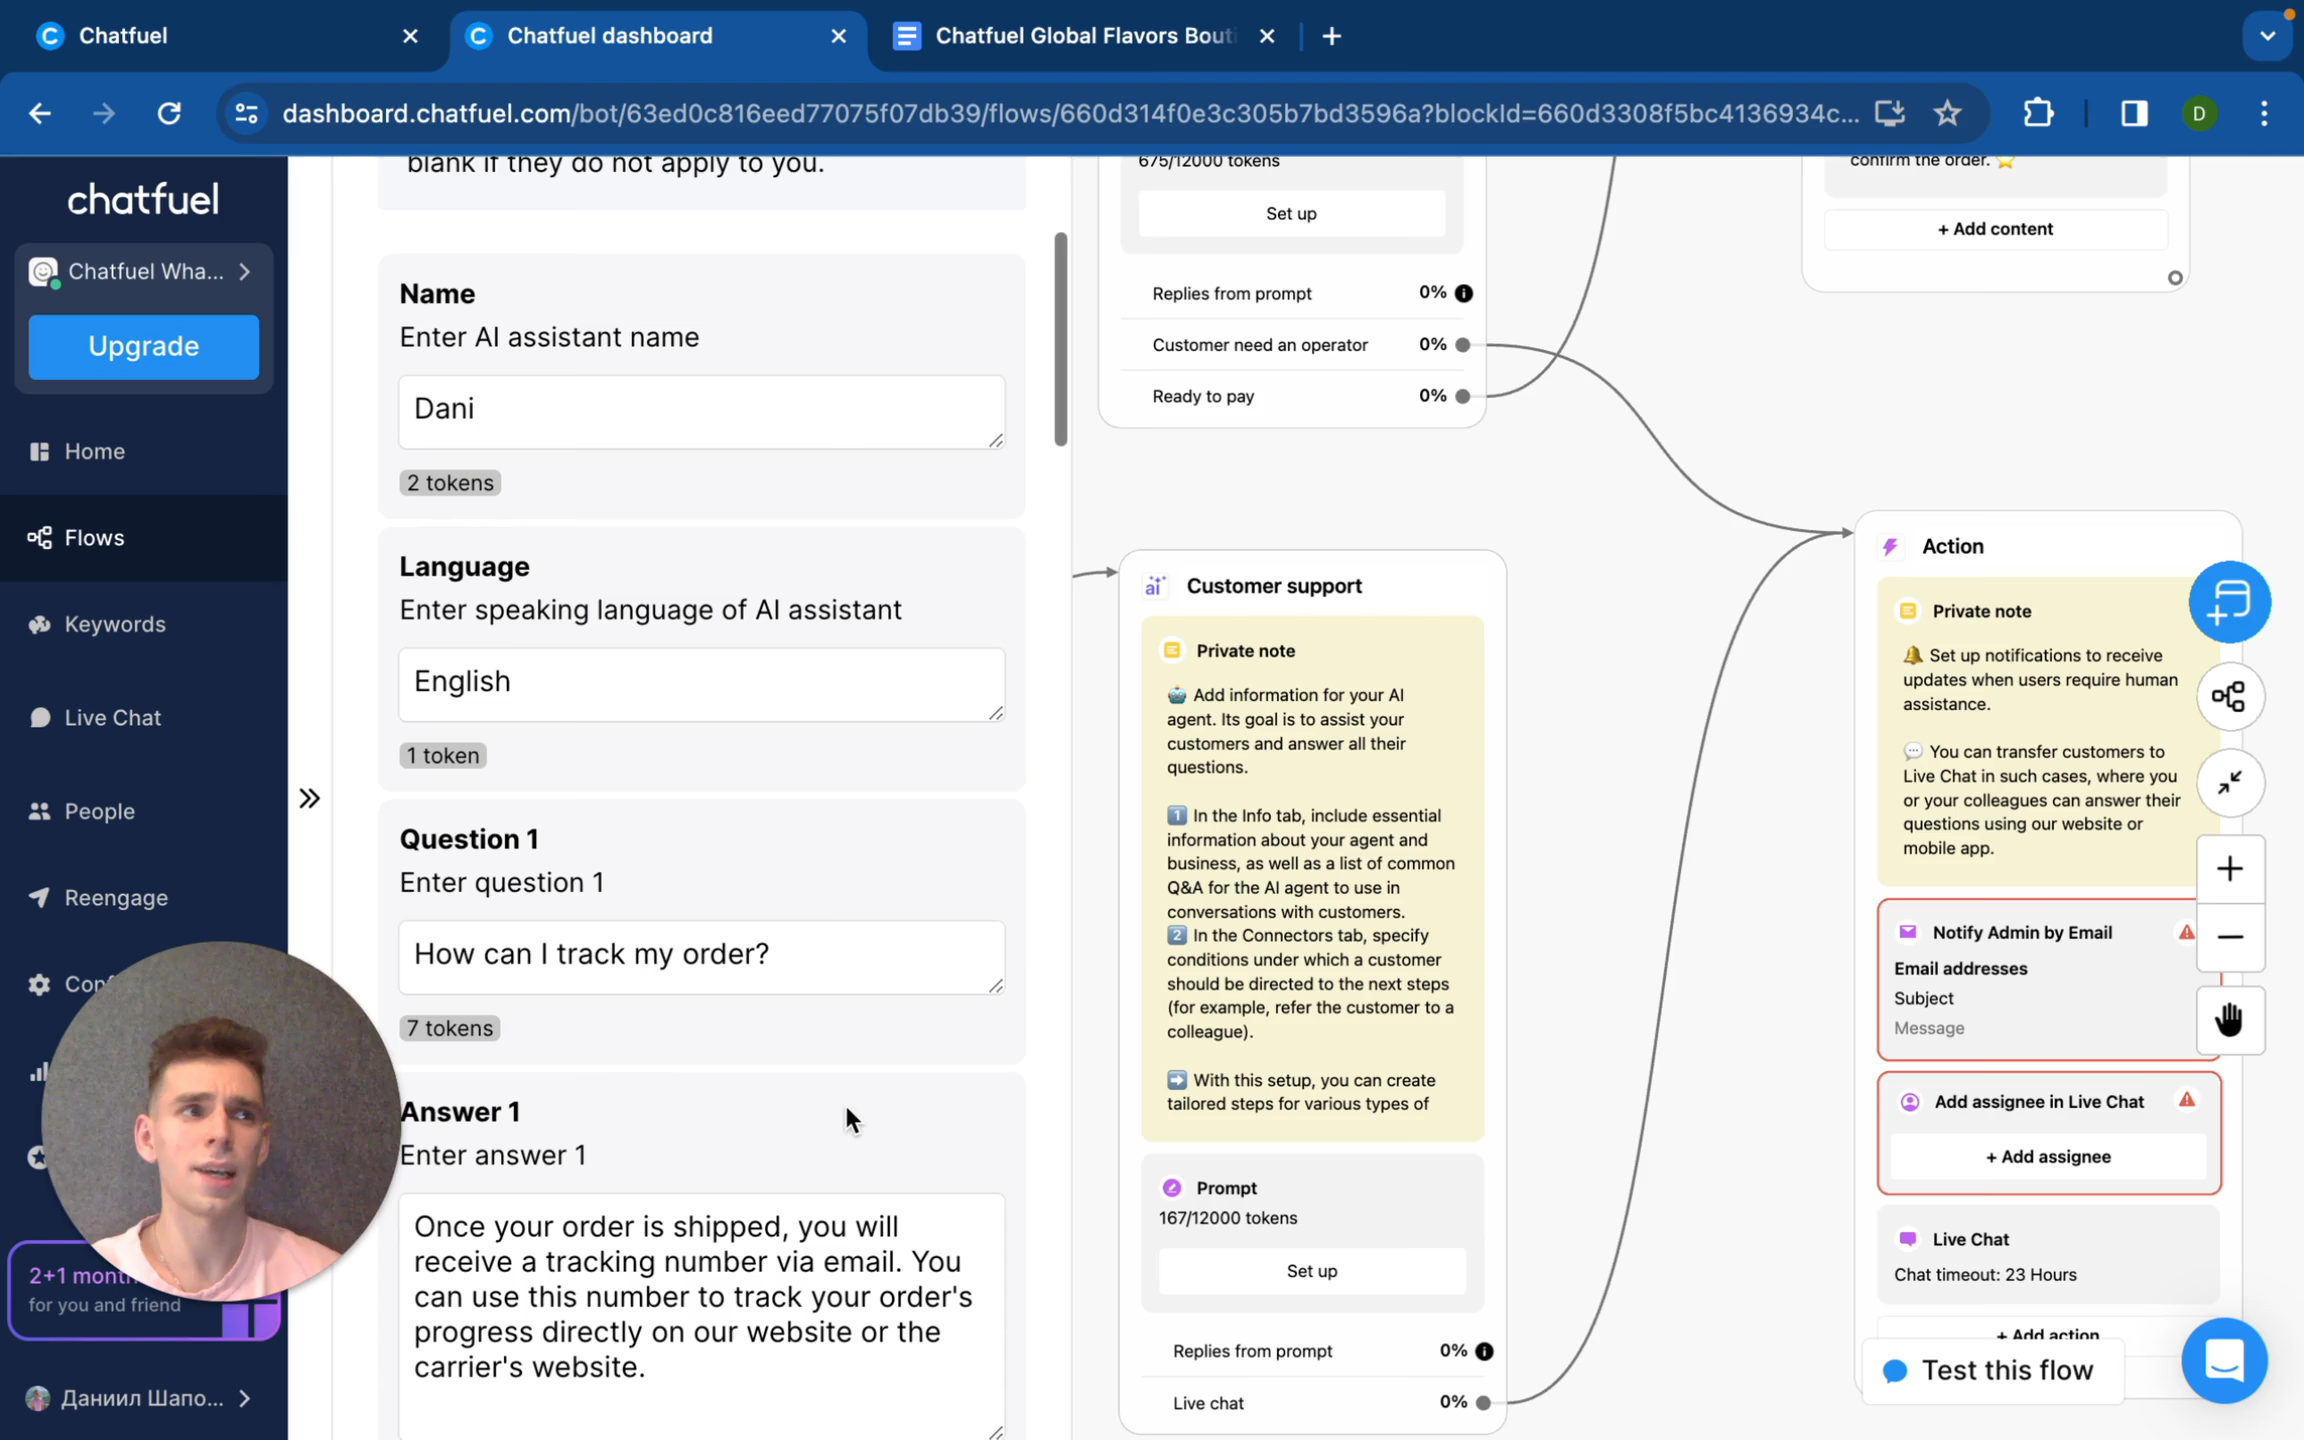 Chatfuel
Chatfuel dashboard
Chatfuel Global Flavors Bouti
dashboard.chatfuel.com/bot/63ed0c816eed77075f07db39/flows/660d314f0e3c305b7bd3596a?blockId=660d3308f5bc4136934c...
D
chatfuel
Chatfuel Wha...
Upgrade
Home
Flows
Keywords
Live Chat
People
Reengage
2+1 month
for you and friend
Даниил Шапо...
blank if they do not apply to you.
Name
Enter AI assistant name
Dani
2 tokens
Language
Enter speaking language of AI assistant
English
1 token
Question 1
Enter question 1
How can I track my order?
7 tokens
Answer 1
Enter answer 1
Once your order is shipped, you will
receive a tracking number via email. You
can use this number to track your order's
progress directly on our website or the
carrier's website.
675/12000 tokens
Set up
Replies from prompt 0%
Customer need an operator 0%
Ready to pay 0%
ai Customer support
Private note
🤖 Add information for your AI
agent. Its goal is to assist your
customers and answer all their
questions.
1️⃣ In the Info tab, include essential
information about your agent and
business, as well as a list of common
Q&A for the AI agent to use in
conversations with customers.
2️⃣ In the Connectors tab, specify
conditions under which a customer
should be directed to the next steps
(for example, refer the customer to a
colleague).
➡️ With this setup, you can create
tailored steps for various types of
Prompt
167/12000 tokens
Set up
Replies from prompt 0%
Live chat 0%
confirm the order. ⭐
+ Add content
Action
Private note
🔔 Set up notifications to receive
updates when users require human
assistance.
💬 You can transfer customers to
Live Chat in such cases, where you
or your colleagues can answer their
questions using our website or
mobile app.
Notify Admin by Email
Email addresses
Subject
Message
Add assignee in Live Chat
+ Add assignee
Live Chat
Chat timeout: 23 Hours
+ Add action
Test this flow